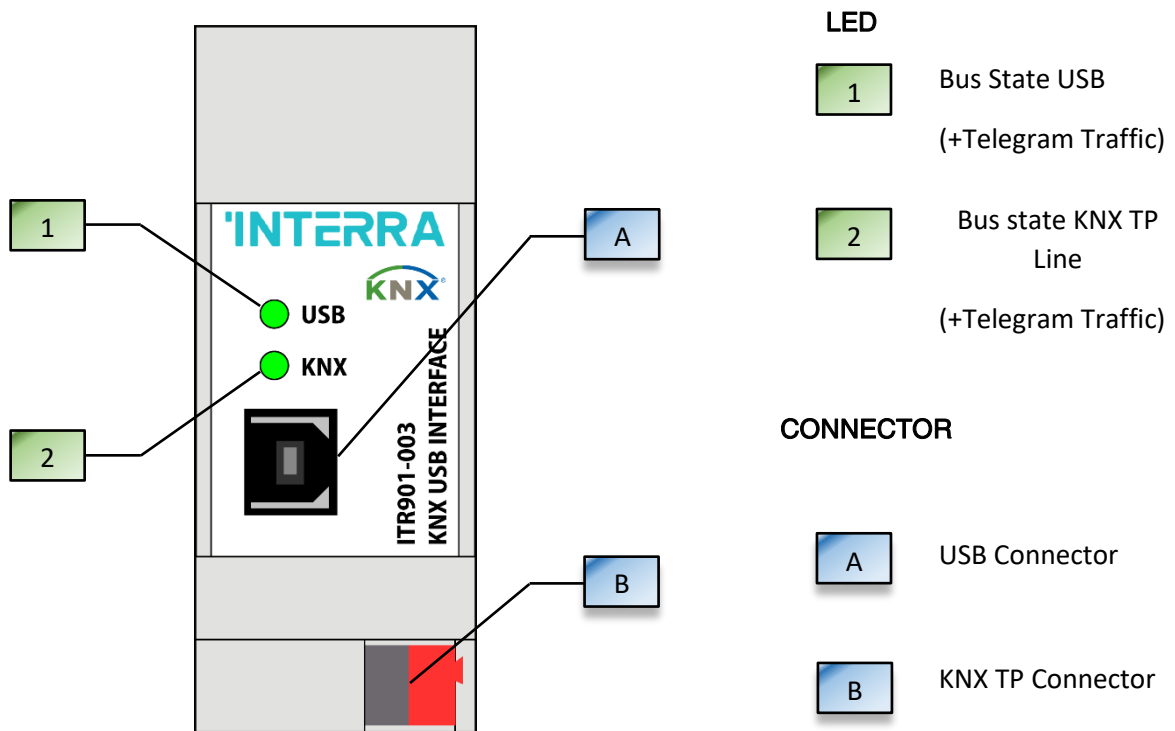 LED
1
Bus State USB
(+Telegram Traffic)
2
Bus state KNX TP
Line
(+Telegram Traffic)
CONNECTOR
A
USB Connector
B
KNX TP Connector
1
2
A
B
'INTERRA
KNX®
USB
KNX
ITR901-003
KNX USB INTERFACE